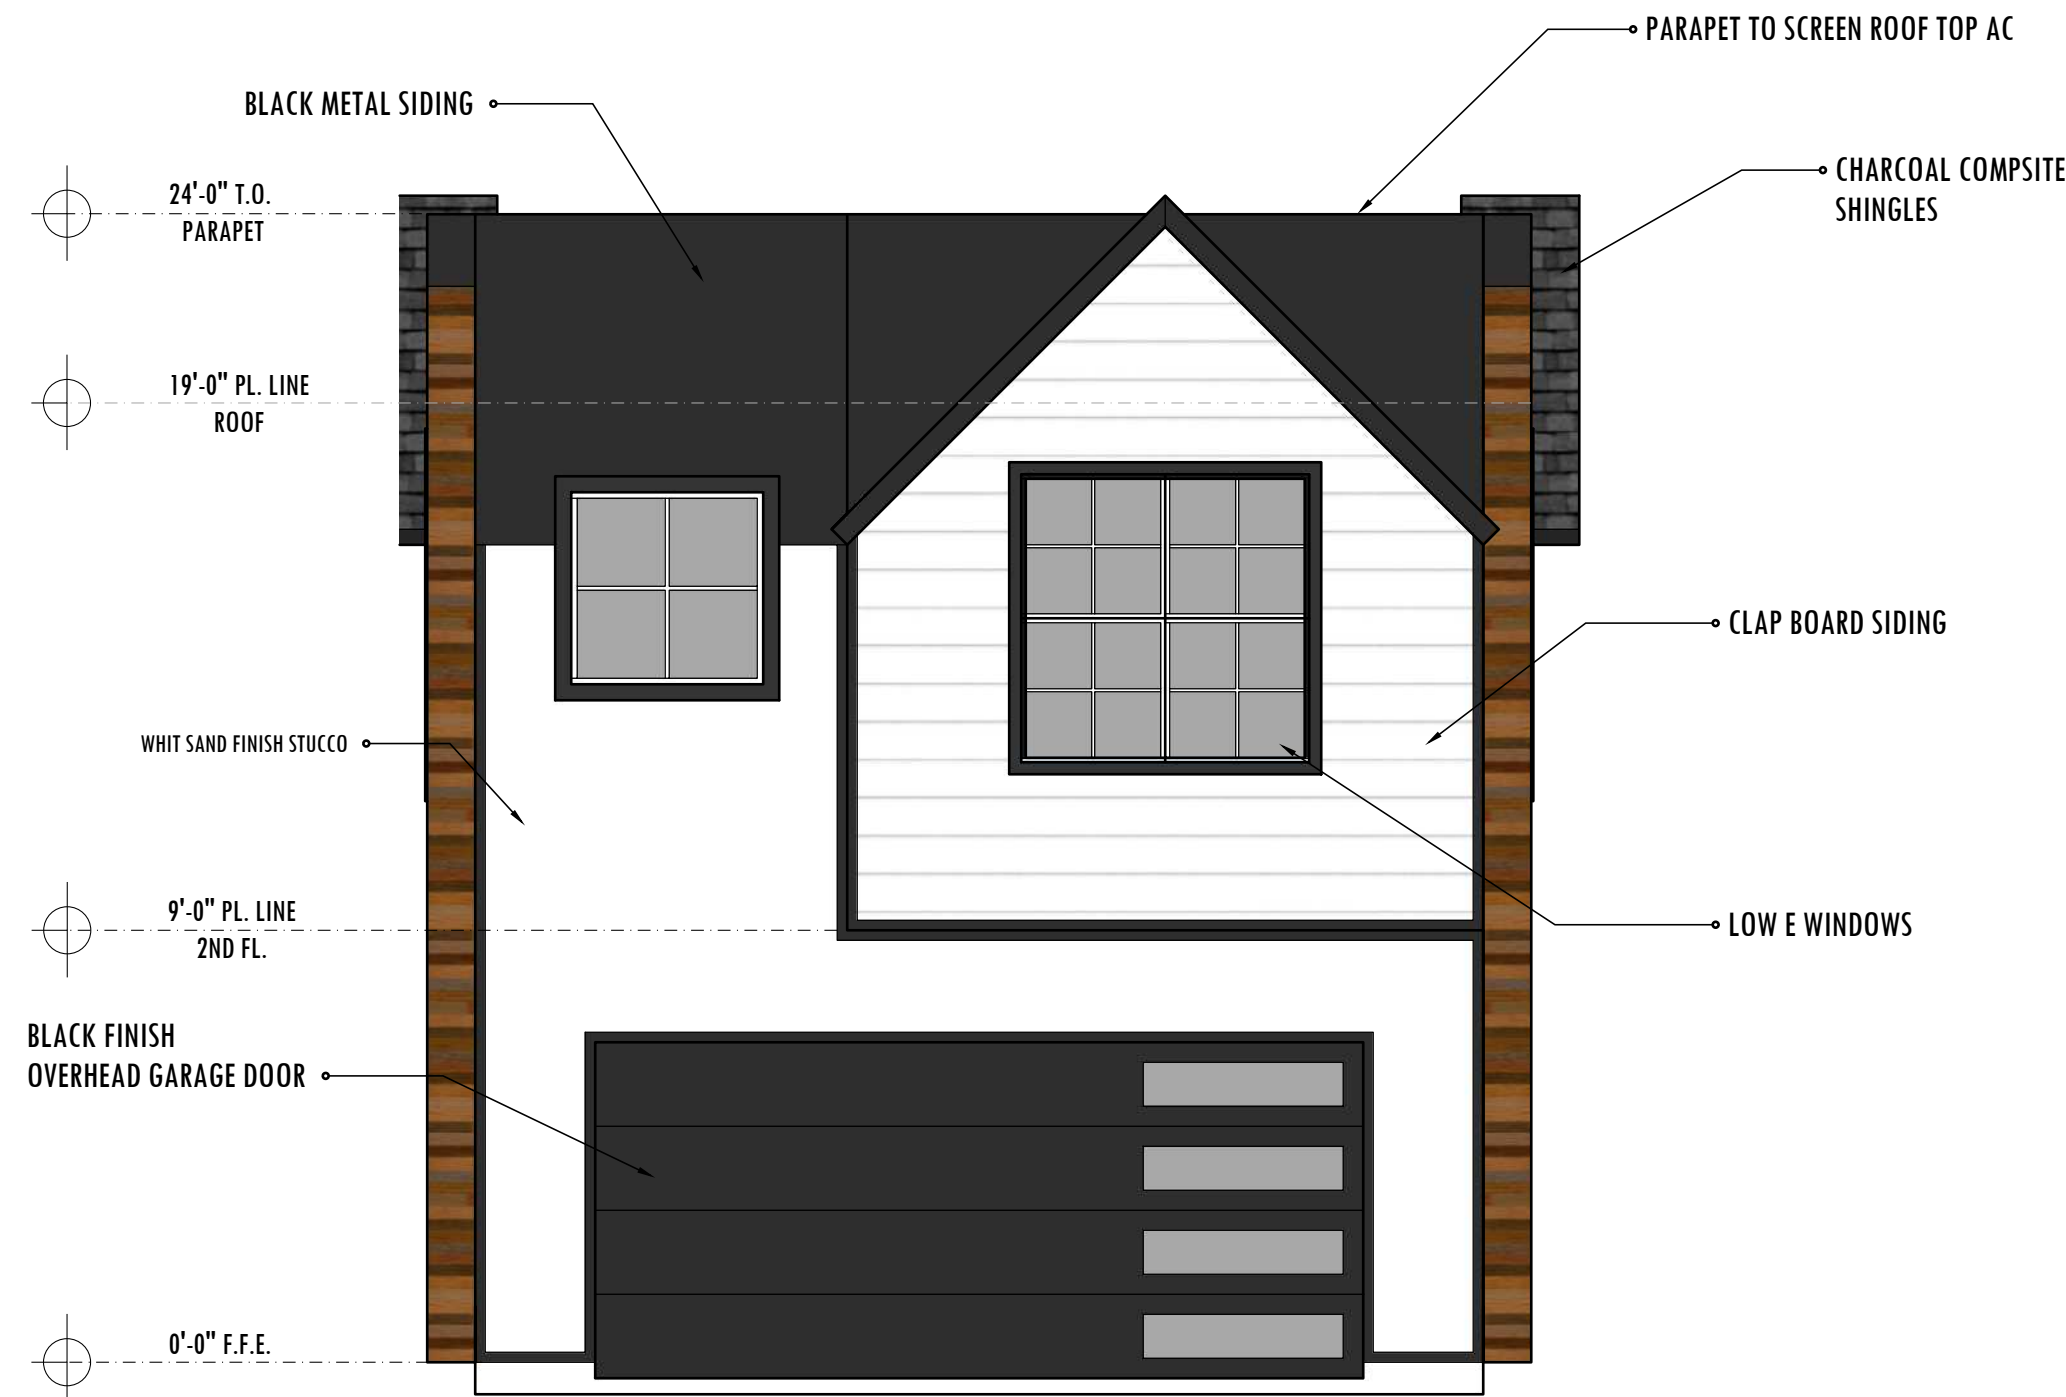 PARAPET TO SCREEN ROOF TOP AC
BLACK METAL SIDING
CHARCOAL COMPSITE
SHINGLES
24'-0" T.O.
PARAPET
19'-0" PL. LINE
ROOF
CLAP BOARD SIDING
WHIT SAND FINISH STUCCO
9'-0" PL. LINE
2ND FL.
LOW E WINDOWS
BLACK FINISH
OVERHEAD GARAGE DOOR
0'-0" F.F.E.